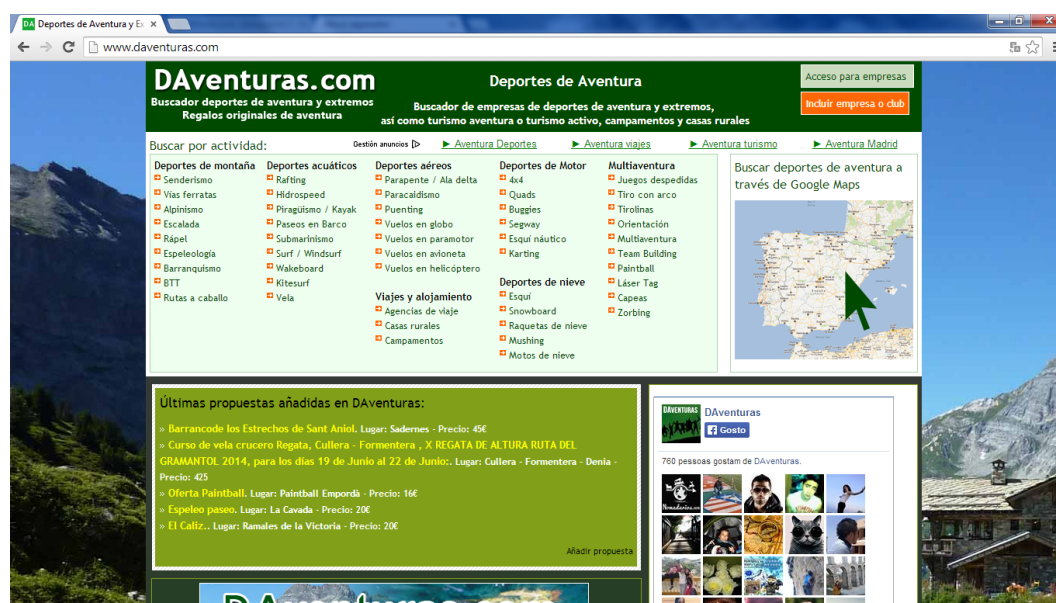 Deportes de Aventura y Ex
www.daventuras.com
DAventuras.com
Buscador deportes de aventura y extremos
Regalos originales de aventura
Deportes de Aventura
Buscador de empresas de deportes de aventura y extremos,
así como turismo aventura o turismo activo, campamentos y casas rurales
Acceso para empresas
Incluir empresa o club
Buscar por actividad:
Gestión anuncios
► Aventura Deportes
► Aventura viajes
► Aventura turismo
► Aventura Madrid
Deportes de montaña
Senderismo
Vías ferratas
Alpinismo
Escalada
Rápel
Espeleología
Barranquismo
BTT
Rutas a caballo
Deportes acuáticos
Rafting
Hidrospeed
Piragüismo / Kayak
Paseos en Barco
Submarinismo
Surf / Windsurf
Wakeboard
Kitesurf
Vela
Deportes aéreos
Parapente / Ala delta
Paracaidismo
Puenting
Vuelos en globo
Vuelos en paramotor
Vuelos en avioneta
Vuelos en helicóptero
Viajes y alojamiento
Agencias de viaje
Casas rurales
Campamentos
Deportes de Motor
4x4
Quads
Buggies
Segway
Esquí náutico
Karting
Deportes de nieve
Esquí
Snowboard
Raquetas de nieve
Mushing
Motos de nieve
Multiaventura
Juegos despedidas
Tiro con arco
Tirolinas
Orientación
Multiaventura
Team Building
Paintball
Láser Tag
Capeas
Zorbing
Buscar deportes de aventura a
través de Google Maps
Últimas propuestas añadidas en DAventuras:
» Barrancode los Estrechos de Sant Aniol. Lugar: Sadernes - Precio: 45€
» Curso de vela crucero Regata, Cullera - Formentera , X REGATA DE ALTURA RUTA DEL
GRAMANTOL 2014, para los días 19 de Junio al 22 de Junio:. Lugar: Cullera - Formentera - Denia -
Precio: 425
» Oferta Paintball. Lugar: Paintball Empordà - Precio: 16€
» Espeleo paseo. Lugar: La Cavada - Precio: 20€
» El Caliz.. Lugar: Ramales de la Victoria - Precio: 20€
Añadir propuesta
DAVENTURAS
DAventuras
Gosto
760 pessoas gostam de DAventuras.